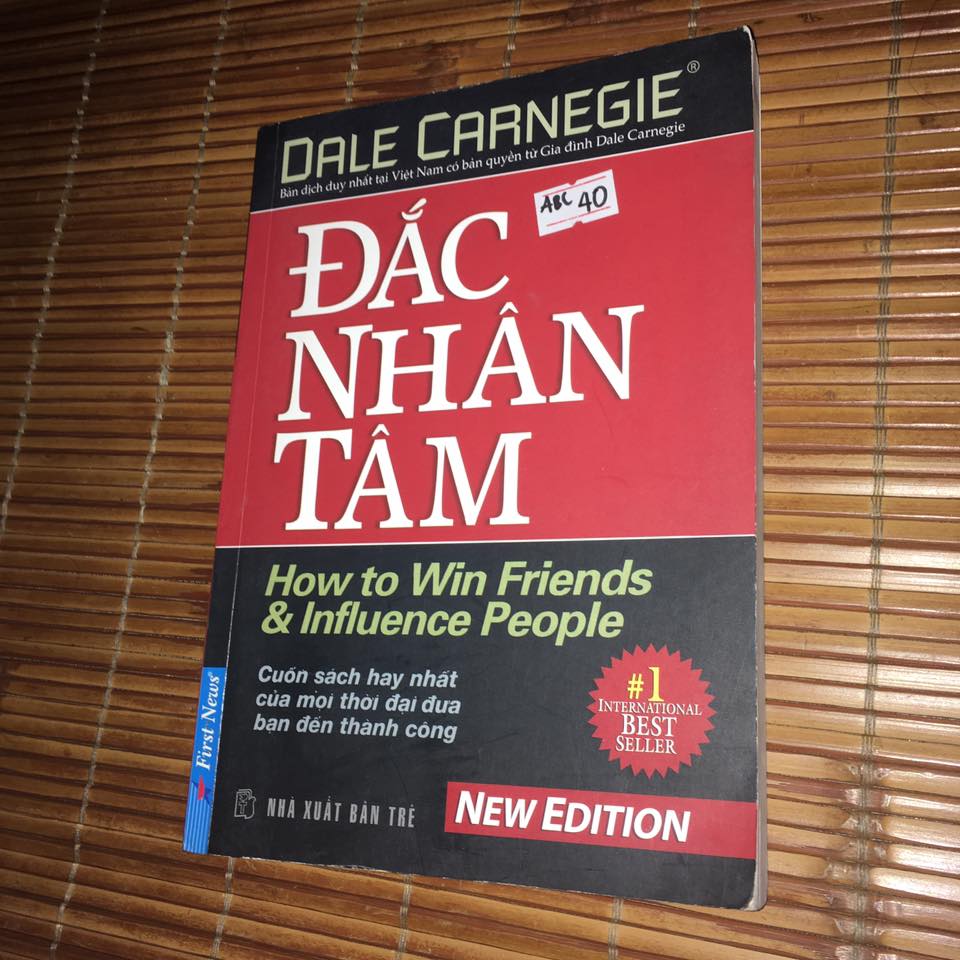 DALE CARNEGIE®
Bản dịch duy nhất tại Việt Nam có bản quyền từ Gia đình Dale Carnegie
ABC 40
ĐẮC
NHÂN
TÂM
How to Win Friends
& Influence People
Cuốn sách hay nhất
của mọi thời đại đưa
bạn đến thành công
#1
INTERNATIONAL
BEST
SELLER
First News®
NHÀ XUẤT BẢN TRẺ
NEW EDITION